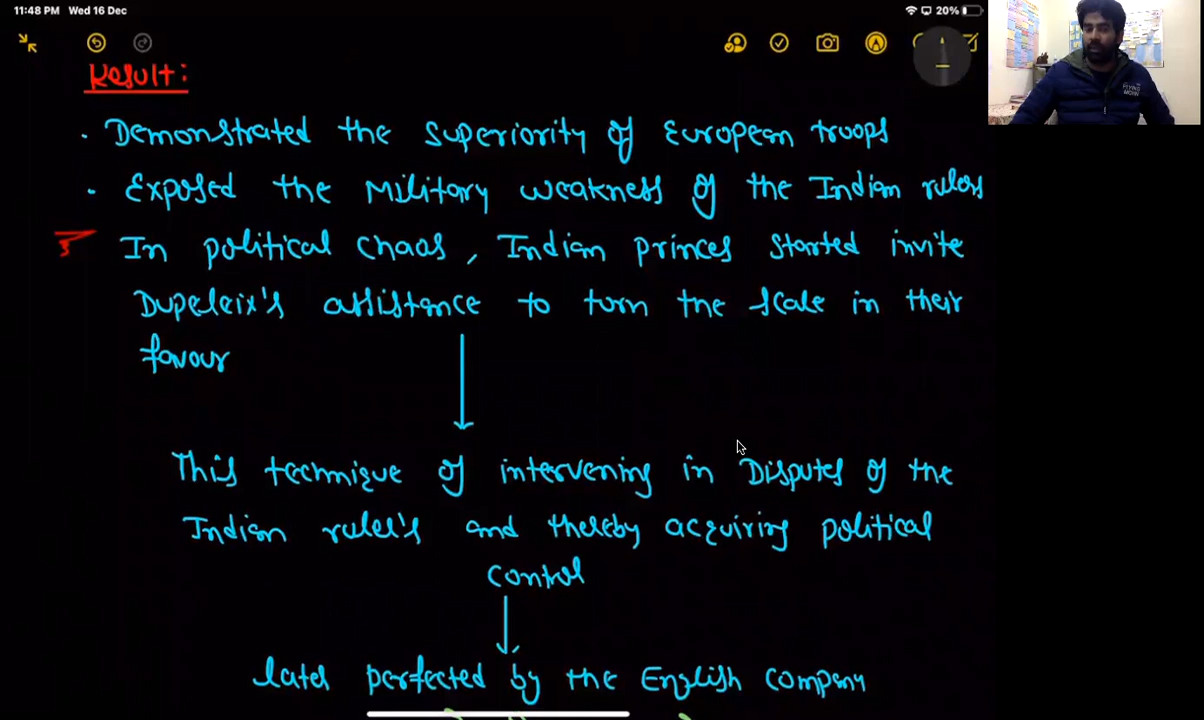 11:48 PM Wed 16 Dec
20%
Result:
. Demonstrated the superiority of European troops
. Exposed the Military weakness of the Indian rulers
In political chaos, Indian princes started invite
Dupeleix's assistance to turn the scale in their
favour
This technique of intervening in Disputes of the
Indian ruler's and thereby acquiring political
control
later perfected by the English company